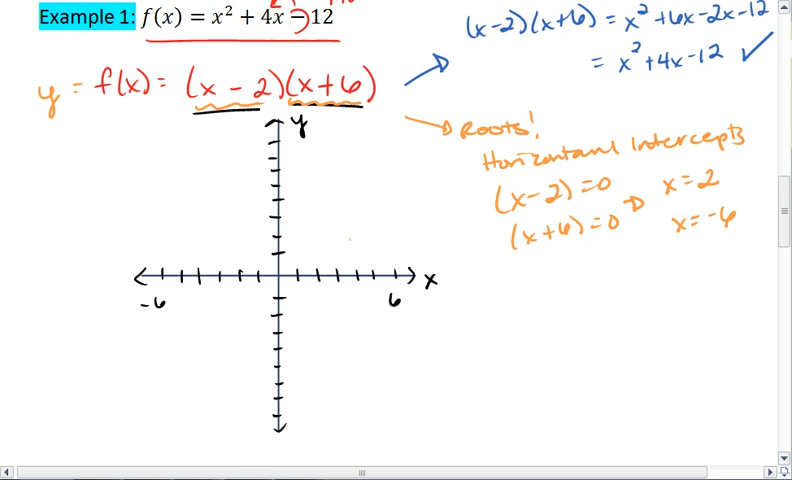 Example 1: f(x) = x² + 4x − 12
y = f(x) = (x − 2)(x + 6)
(x−2)(x+6) = x² + 6x − 2x − 12
= x² + 4x − 12 ✓
Roots!
Horizontanl Intercepts
(x−2) = 0 → x = 2
(x+6) = 0 x = −6
y
x
−6
6